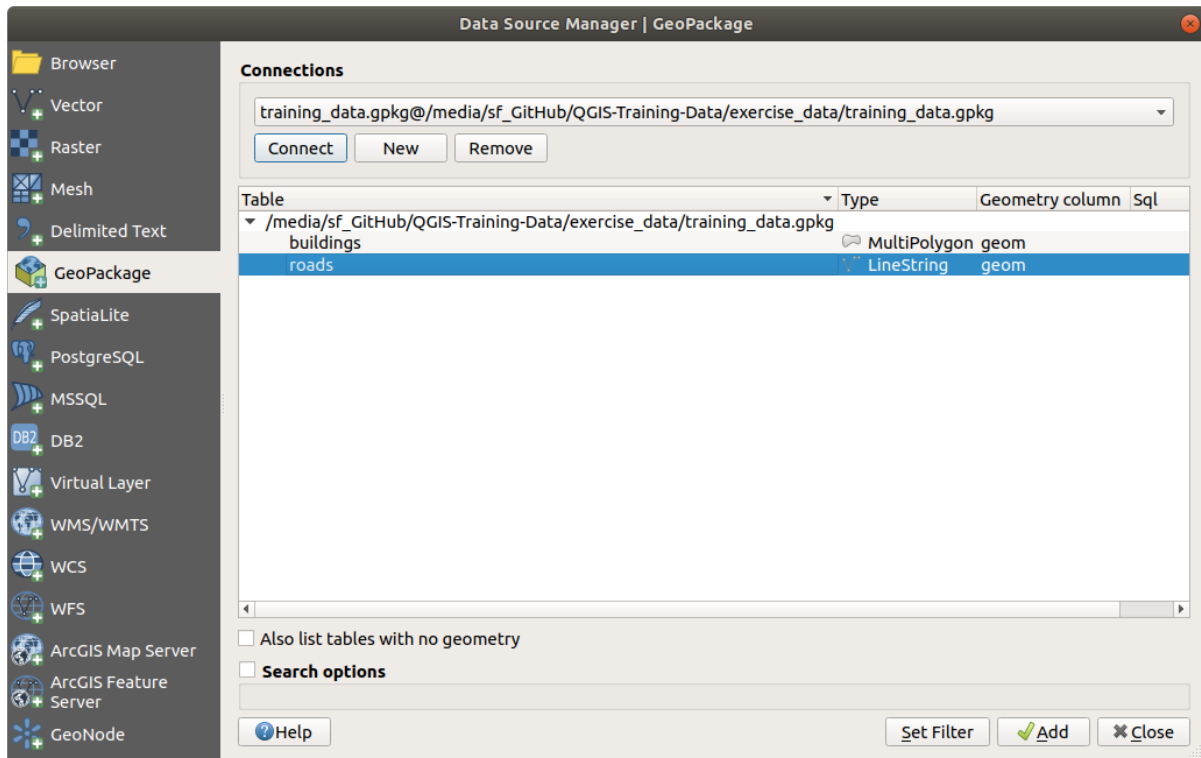 Data Source Manager | GeoPackage
Browser
Vector
Raster
Mesh
Delimited Text
GeoPackage
SpatiaLite
PostgreSQL
MSSQL
DB2 DB2
Virtual Layer
WMS/WMTS
WCS
WFS
ArcGIS Map Server
ArcGIS Feature
Server
GeoNode
Connections
training_data.gpkg@/media/sf_GitHub/QGIS-Training-Data/exercise_data/training_data.gpkg
Connect New Remove
Table Type Geometry column Sql
/media/sf_GitHub/QGIS-Training-Data/exercise_data/training_data.gpkg
buildings MultiPolygon geom
roads LineString geom
Also list tables with no geometry
Search options
Help Set Filter Add Close